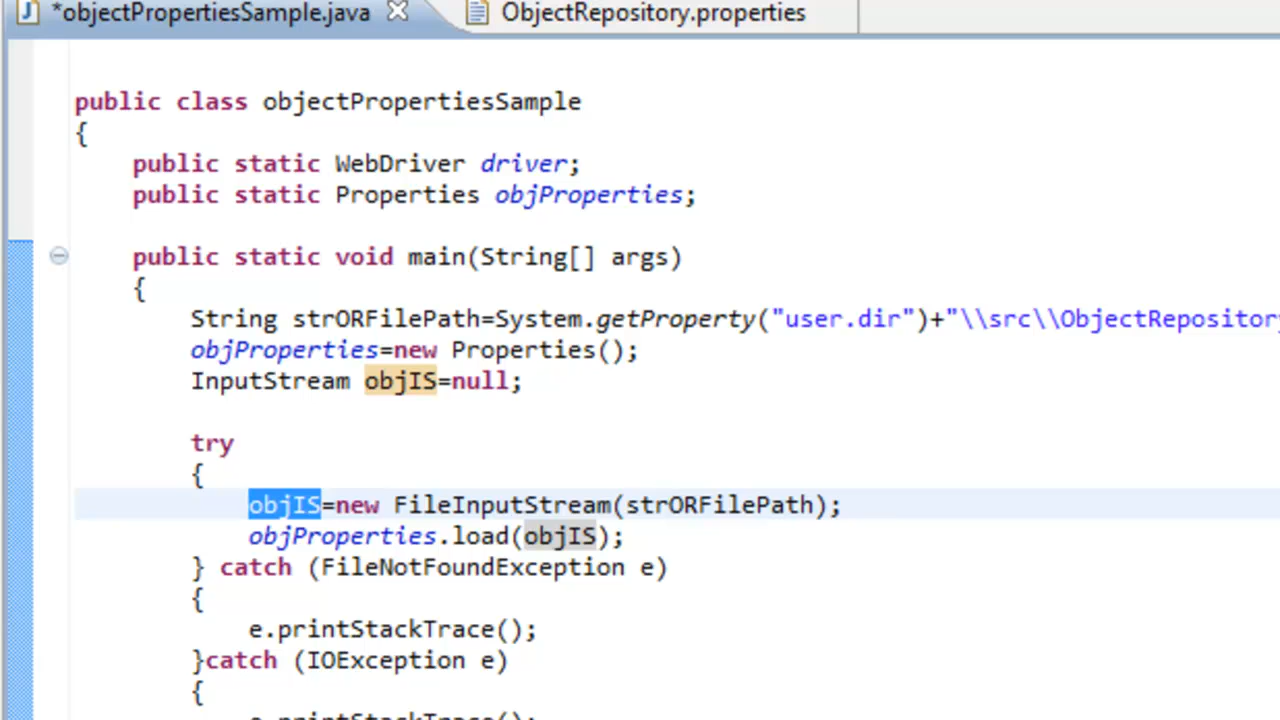 *objectPropertiesSample.java
ObjectRepository.properties
public class objectPropertiesSample
{
public static WebDriver driver;
public static Properties objProperties;
public static void main(String[] args)
{
String strORFilePath=System.getProperty("user.dir")+"\\src\\ObjectRepository
objProperties=new Properties();
InputStream objIS=null;
try
{
objIS=new FileInputStream(strORFilePath);
objProperties.load(objIS);
} catch (FileNotFoundException e)
{
e.printStackTrace();
}catch (IOException e)
{
e.printStackTrace();